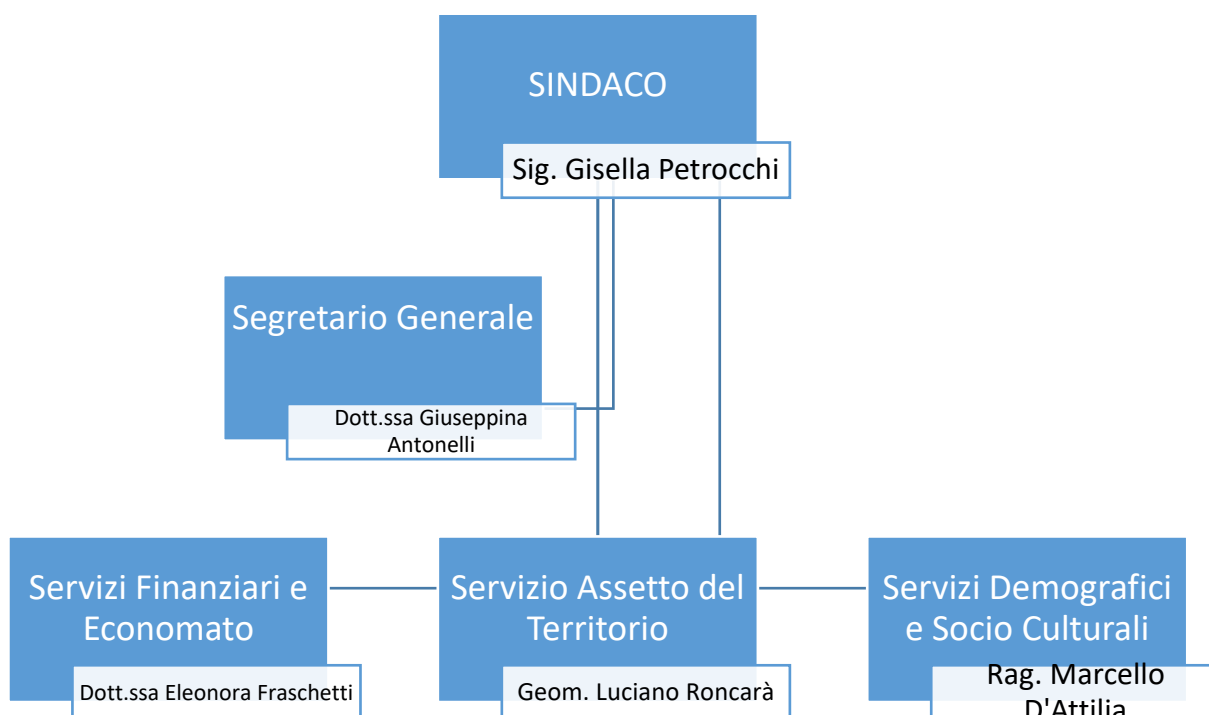 SINDACO
Sig. Gisella Petrocchi
Segretario Generale
Dott.ssa Giuseppina
Antonelli
Servizi Finanziari e
Economato
Dott.ssa Eleonora Fraschetti
Servizio Assetto del
Territorio
Geom. Luciano Roncarà
Servizi Demografici
e Socio Culturali
Rag. Marcello
D'Attilia